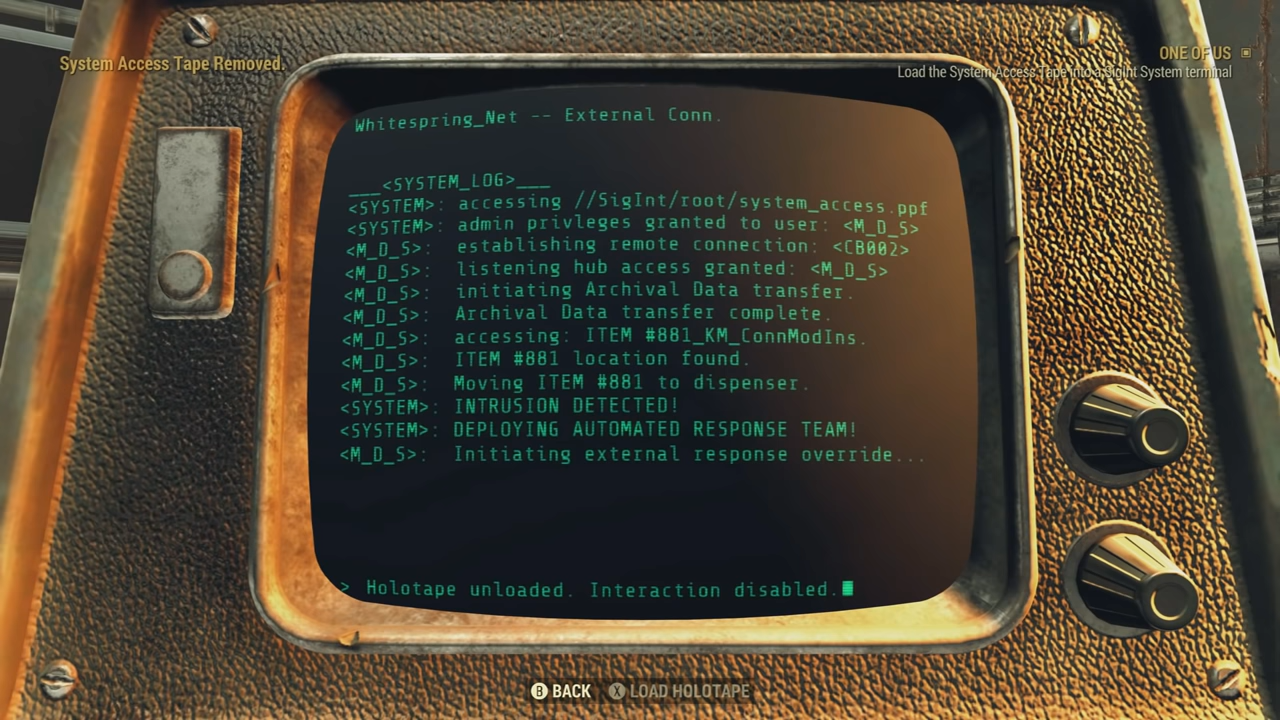 System Access Tape Removed.
ONE OF US
Load the System Access Tape into a SigInt System terminal
Whitespring_Net -- External Conn.
___<SYSTEM_LOG>___
<SYSTEM>: accessing //SigInt/root/system_access.ppf
<SYSTEM>: admin privleges granted to user: <M_D_S>
<M_D_S>: establishing remote connection: <CB002>
<M_D_S>: listening hub access granted: <M_D_S>
<M_D_S>: initiating Archival Data transfer.
<M_D_S>: Archival Data transfer complete.
<M_D_S>: accessing: ITEM #881_KM_ConnModIns.
<M_D_S>: ITEM #881 location found.
<M_D_S>: Moving ITEM #881 to dispenser.
<SYSTEM>: INTRUSION DETECTED!
<SYSTEM>: DEPLOYING AUTOMATED RESPONSE TEAM!
<M_D_S>: Initiating external response override...
> Holotape unloaded. Interaction disabled.
B BACK X LOAD HOLOTAPE